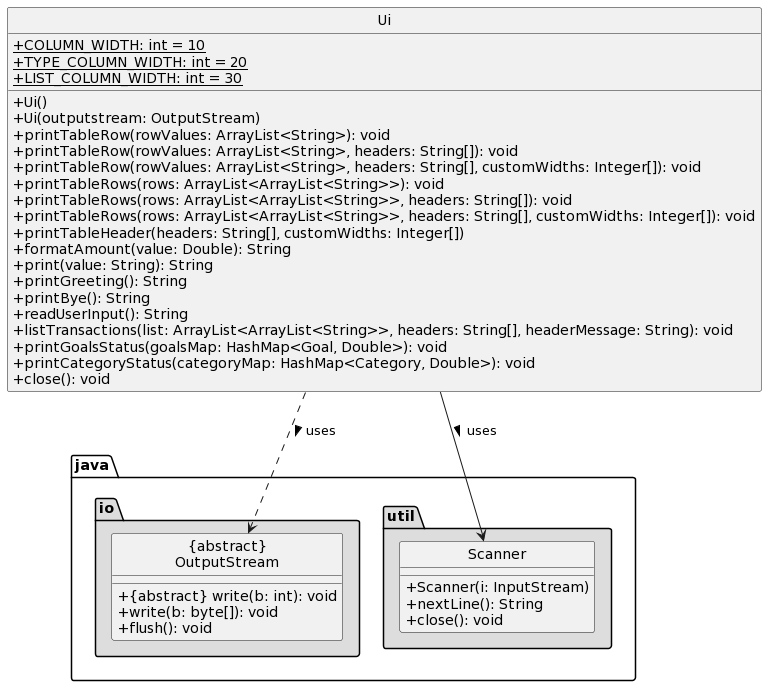 Ui
+COLUMN_WIDTH: int = 10
+TYPE_COLUMN_WIDTH: int = 20
+LIST_COLUMN_WIDTH: int = 30
+Ui()
+Ui(outputstream: OutputStream)
+printTableRow(rowValues: ArrayList<String>): void
+printTableRow(rowValues: ArrayList<String>, headers: String[]): void
+printTableRow(rowValues: ArrayList<String>, headers: String[], customWidths: Integer[]): void
+printTableRows(rows: ArrayList<ArrayList<String>>): void
+printTableRows(rows: ArrayList<ArrayList<String>>, headers: String[]): void
+printTableRows(rows: ArrayList<ArrayList<String>>, headers: String[], customWidths: Integer[]): void
+printTableHeader(headers: String[], customWidths: Integer[])
+formatAmount(value: Double): String
+print(value: String): String
+printGreeting(): String
+printBye(): String
+readUserInput(): String
+listTransactions(list: ArrayList<ArrayList<String>>, headers: String[], headerMessage: String): void
+printGoalsStatus(goalsMap: HashMap<Goal, Double>): void
+printCategoryStatus(categoryMap: HashMap<Category, Double>): void
+close(): void
uses
uses
java
io
{abstract}
OutputStream
+{abstract} write(b: int): void
+write(b: byte[]): void
+flush(): void
util
Scanner
+Scanner(i: InputStream)
+nextLine(): String
+close(): void